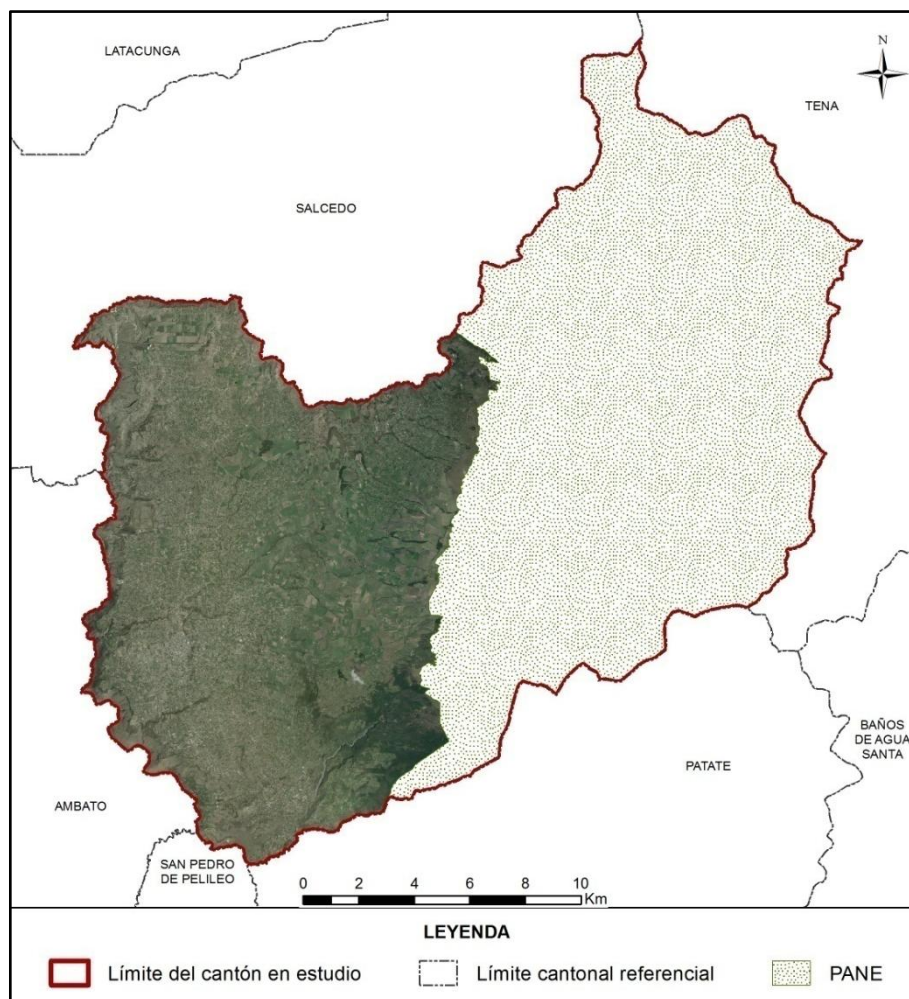 LATACUNGA
N
TENA
SALCEDO
BAÑOS
DE AGUA
SANTA
PATATE
AMBATO
SAN PEDRO
DE PELILEO
0 2 4 6 8 10
Km
LEYENDA
Límite del cantón en estudio
Límite cantonal referencial
PANE